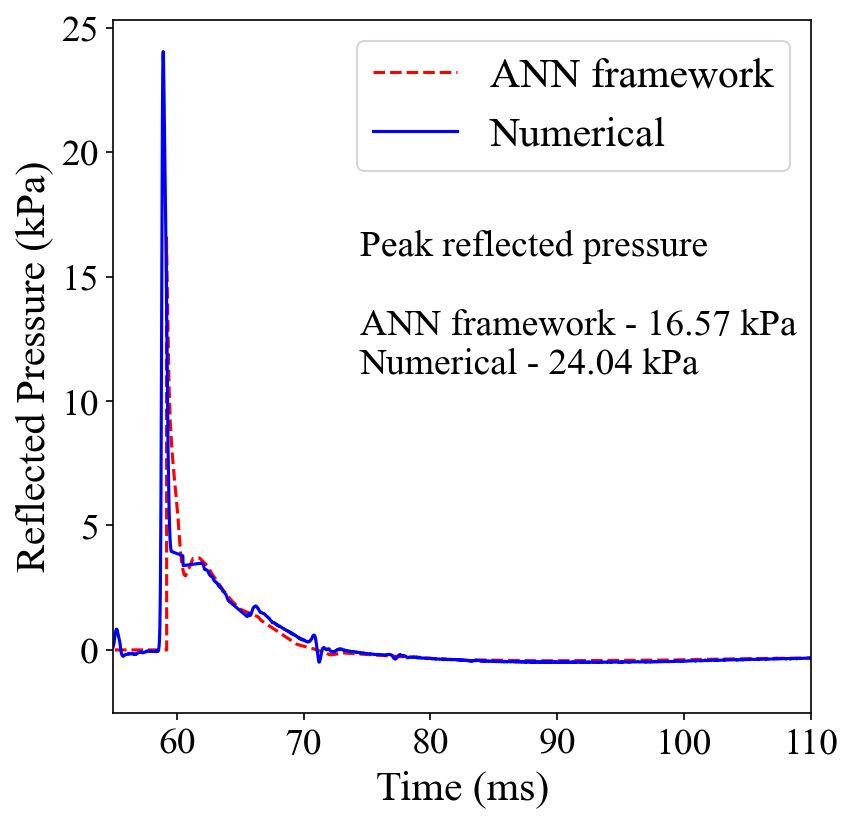 ANN framework
Numerical
Peak reflected pressure
ANN framework - 16.57 kPa
Numerical - 24.04 kPa
Reflected Pressure (kPa)
25
20
15
10
5
0
60 70 80 90 100 110
Time (ms)